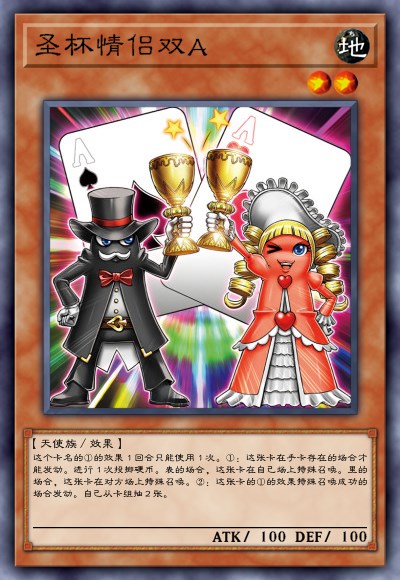 圣杯情侣双A
地
A
A
【天使族／效果】
这个卡名的①的效果1回合只能使用1次。①：这张卡在手卡存在的场合才
能发动。进行1次投掷硬币。表的场合，这张卡在自己场上特殊召唤。里的
场合，这张卡在对方场上特殊召唤。②：这张卡的①的效果特殊召唤成功的
场合发动。自己从卡组抽2张。
ATK/ 100 DEF/ 100